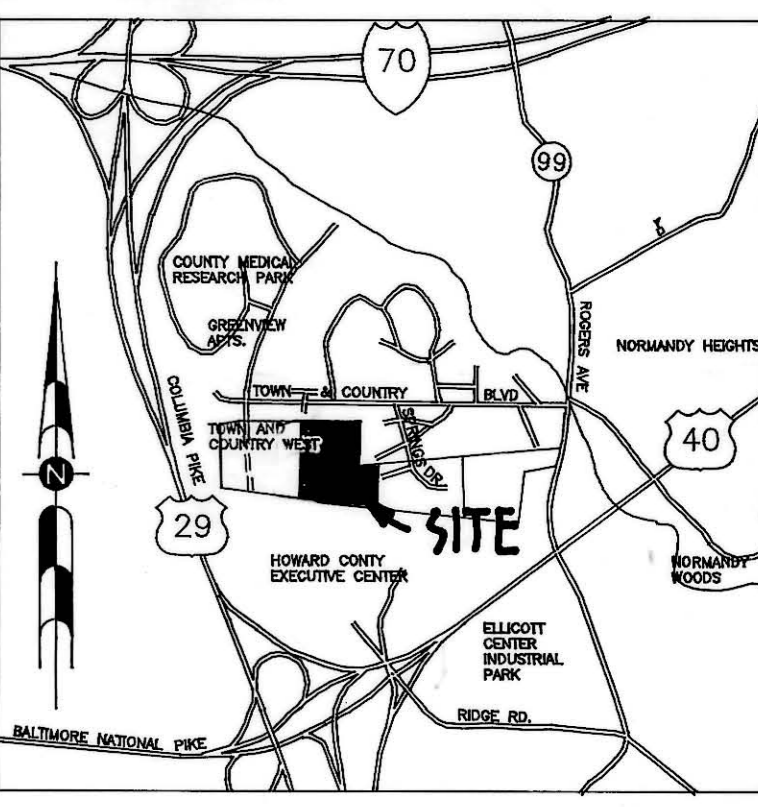 70
99
COUNTY MEDICAL
RESEARCH PARK
GREENVIEW
APTS.
ROGERS AVE
NORMANDY HEIGHTS
COLUMBIA PIKE
TOWN & COUNTRY BLVD
TOWN AND
COUNTRY WEST
SPRINGS DR.
40
N
29
SITE
HOWARD CONTY
EXECUTIVE CENTER
NORMANDY
WOODS
ELLICOTT
CENTER
INDUSTRIAL
PARK
RIDGE RD.
BALTIMORE NATIONAL PIKE